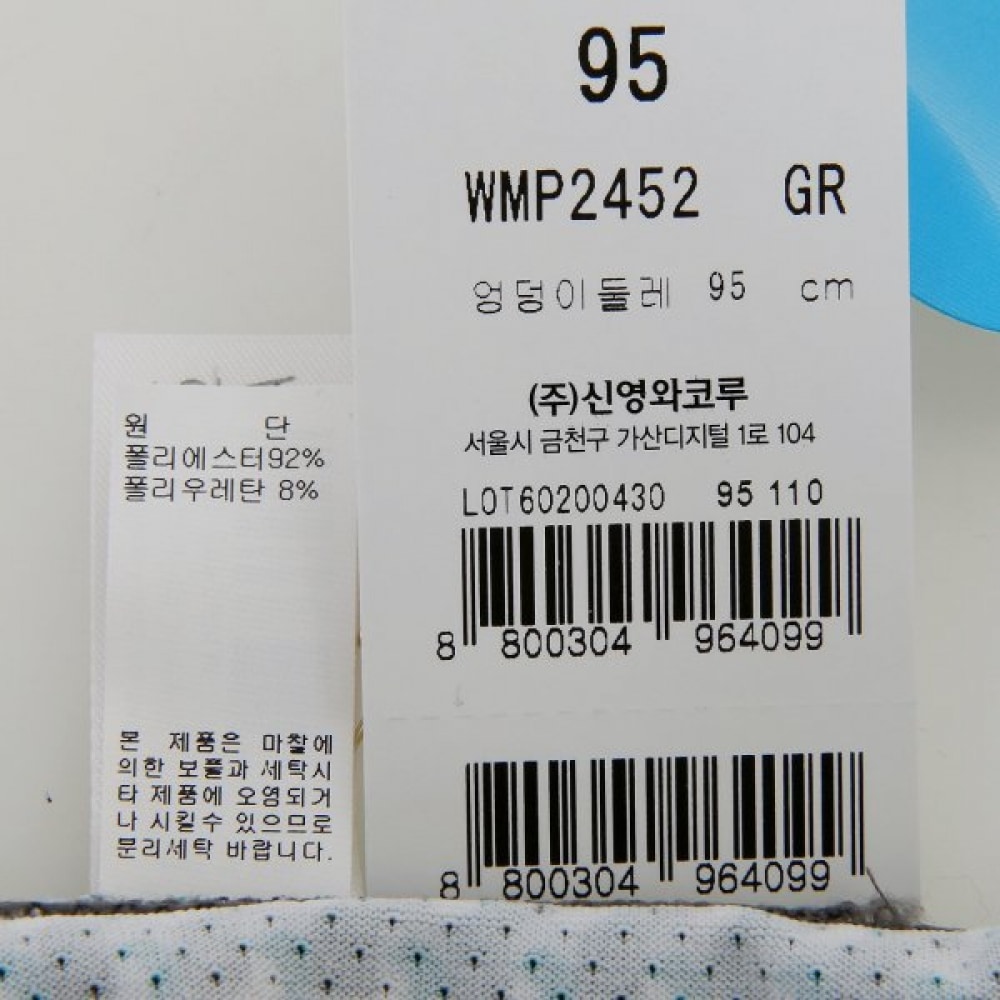 95
WMP2452 GR
엉덩이둘레 95 cm
(주)신영와코루
서울시 금천구 가산디지털 1로 104
LOT60200430 95 110
8 800304 964099
8 800304 964099
원 단
폴리에스터92%
폴리우레탄 8%
본 제품은 마찰에
의한 보풀과 세탁시
타 제품에 오염되거
나 시킬수 있으므로
분리세탁 바랍니다.